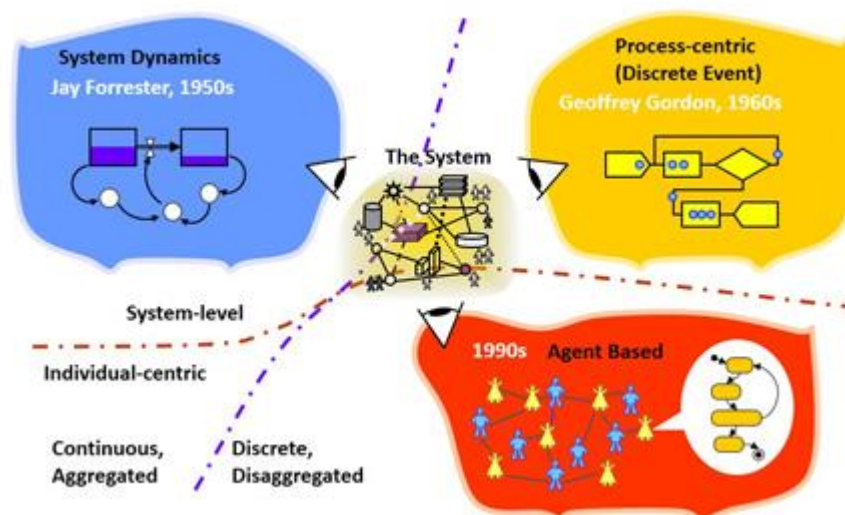 System Dynamics
Jay Forrester, 1950s
Process-centric
(Discrete Event)
Geoffrey Gordon, 1960s
The System
System-level
Individual-centric
1990s Agent Based
Continuous,
Aggregated
Discrete,
Disaggregated